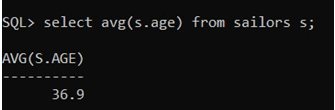 SQL> select avg(s.age) from sailors s;
AVG(S.AGE)
----------
36.9